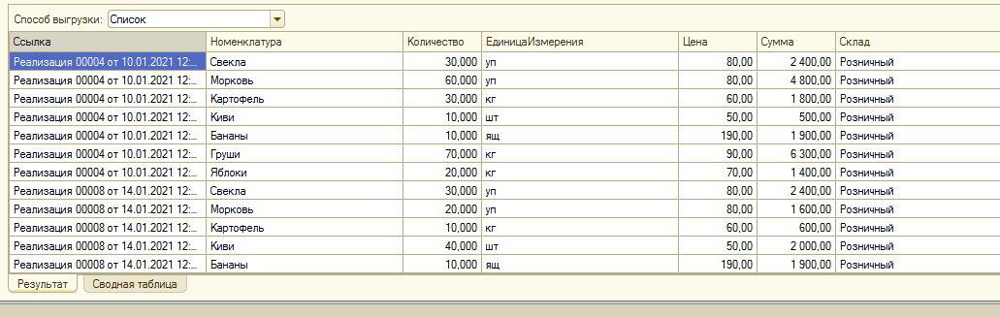 Способ выгрузки: Список
Ссылка Номенклатура Количество ЕдиницаИзмерения Цена Сумма Склад
Реализация 00004 от 10.01.2021 12:... Свекла 30,000 уп 80,00 2 400,00 Розничный
Реализация 00004 от 10.01.2021 12:... Морковь 60,000 уп 80,00 4 800,00 Розничный
Реализация 00004 от 10.01.2021 12:... Картофель 30,000 кг 60,00 1 800,00 Розничный
Реализация 00004 от 10.01.2021 12:... Киви 10,000 шт 50,00 500,00 Розничный
Реализация 00004 от 10.01.2021 12:... Бананы 10,000 ящ 190,00 1 900,00 Розничный
Реализация 00004 от 10.01.2021 12:... Груши 70,000 кг 90,00 6 300,00 Розничный
Реализация 00004 от 10.01.2021 12:... Яблоки 20,000 кг 70,00 1 400,00 Розничный
Реализация 00008 от 14.01.2021 12:... Свекла 30,000 уп 80,00 2 400,00 Розничный
Реализация 00008 от 14.01.2021 12:... Морковь 20,000 уп 80,00 1 600,00 Розничный
Реализация 00008 от 14.01.2021 12:... Картофель 10,000 кг 60,00 600,00 Розничный
Реализация 00008 от 14.01.2021 12:... Киви 40,000 шт 50,00 2 000,00 Розничный
Реализация 00008 от 14.01.2021 12:... Бананы 10,000 ящ 190,00 1 900,00 Розничный
Результат Сводная таблица